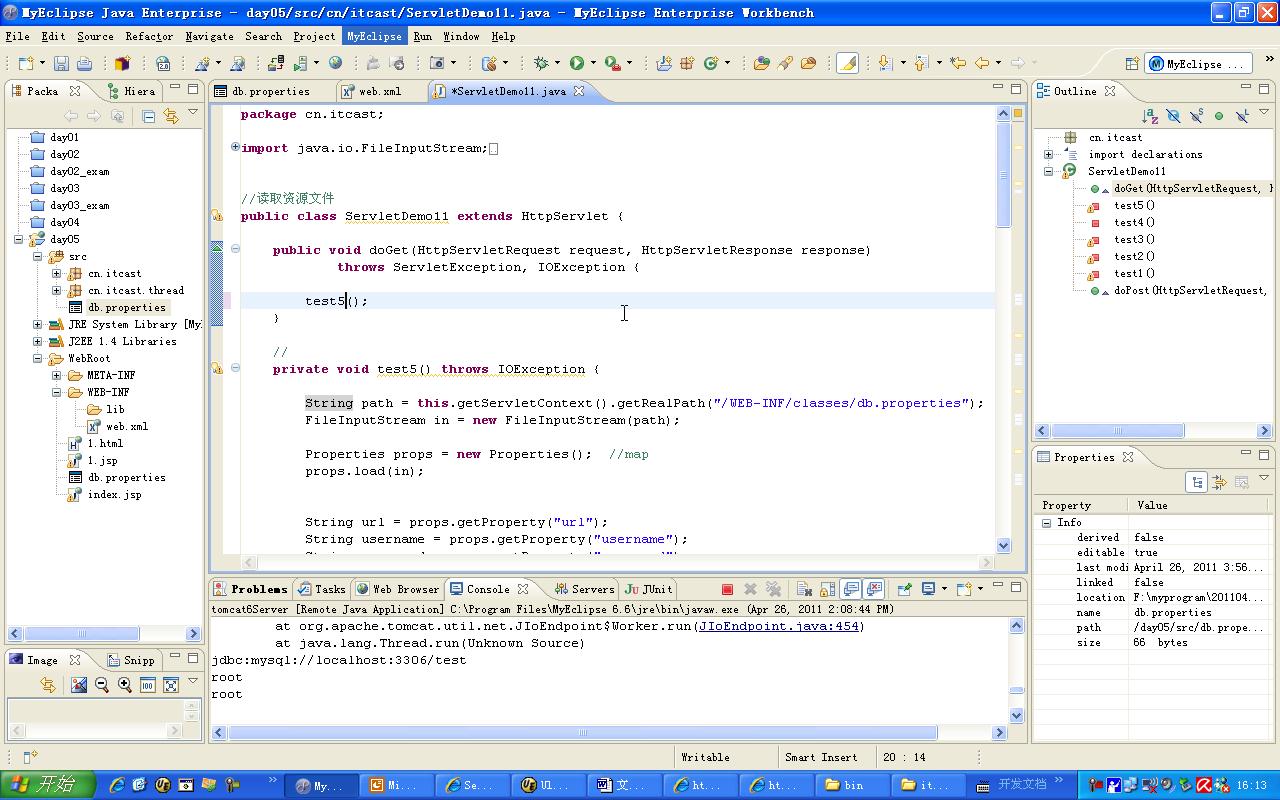 MyEclipse Java Enterprise - day05/src/cn/itcast/ServletDemo11.java - MyEclipse Enterprise Workbench
File Edit Source Refactor Navigate Search Project MyEclipse Run Window Help
MyEclipse ...
Packa Hiera
day01
day02
day02_exam
day03
day03_exam
day04
day05
src
cn.itcast
cn.itcast.thread
db.properties
JRE System Library [My
J2EE 1.4 Libraries
WebRoot
META-INF
WEB-INF
lib
web.xml
1.html
1.jsp
db.properties
index.jsp
Image Snipp
db.properties web.xml *ServletDemo11.java
package cn.itcast;
import java.io.FileInputStream;
//读取资源文件
public class ServletDemo11 extends HttpServlet {
public void doGet(HttpServletRequest request, HttpServletResponse response)
throws ServletException, IOException {
test5();
}
//
private void test5() throws IOException {
String path = this.getServletContext().getRealPath("/WEB-INF/classes/db.properties");
FileInputStream in = new FileInputStream(path);
Properties props = new Properties(); //map
props.load(in);
String url = props.getProperty("url");
String username = props.getProperty("username");
Problems Tasks Web Browser Console Servers JUnit
tomcat6Server [Remote Java Application] C:\Program Files\MyEclipse 6.6\jre\bin\javaw.exe (Apr 26, 2011 2:08:44 PM)
at org.apache.tomcat.util.net.JIoEndpoint$Worker.run(JIoEndpoint.java:454)
at java.lang.Thread.run(Unknown Source)
jdbc:mysql://localhost:3306/test
root
root
Outline
cn.itcast
import declarations
ServletDemo11
doGet(HttpServletRequest,
test5()
test4()
test3()
test2()
test1()
doPost(HttpServletRequest,
Properties
Property Value
Info
derived false
editable true
last modi April 26, 2011 3:56...
linked false
location F:\myprogram\201104...
name db.properties
path /day05/src/db.prope...
size 66 bytes
Writable Smart Insert 20 : 14
开始 My... Mi... Se... Ul... 文... ht... ht... bin it... 开发文档 16:13